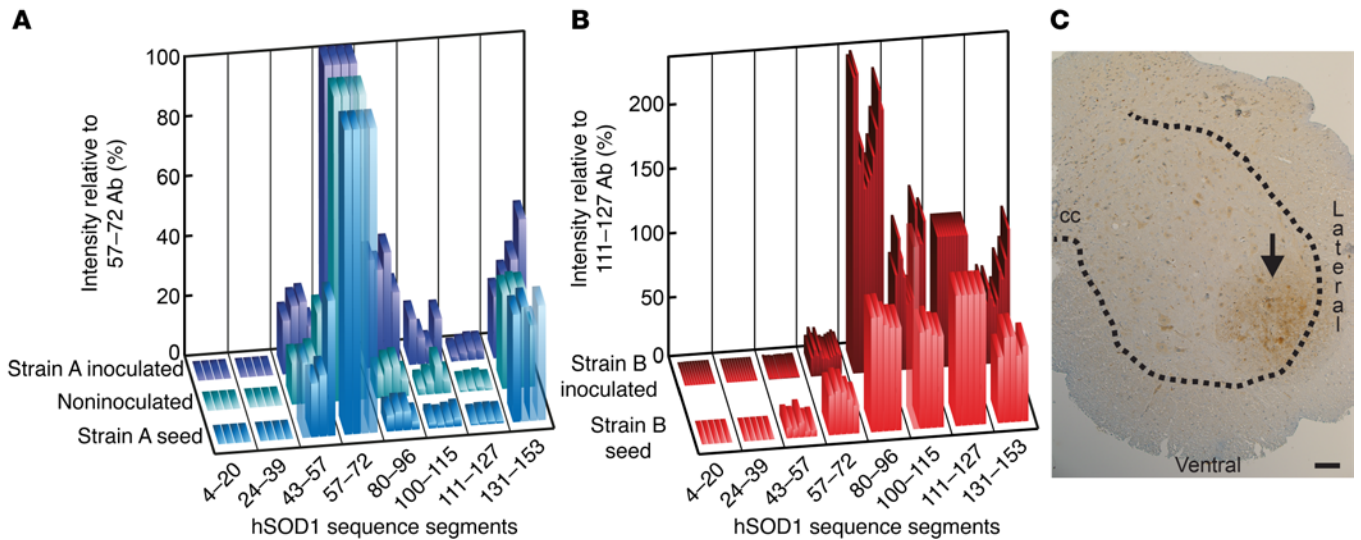 A
Intensity relative to
57–72 Ab (%)
100
80
60
40
20
0
Strain A inoculated
Noninoculated
Strain A seed
4–20
24–39
43–57
57–72
80–96
100–115
111–127
131–153
hSOD1 sequence segments
B
Intensity relative to
111–127 Ab (%)
200
150
100
50
0
Strain B
inoculated
Strain B
seed
4–20
24–39
43–57
57–72
80–96
100–115
111–127
131–153
hSOD1 sequence segments
C
cc
Lateral
Ventral